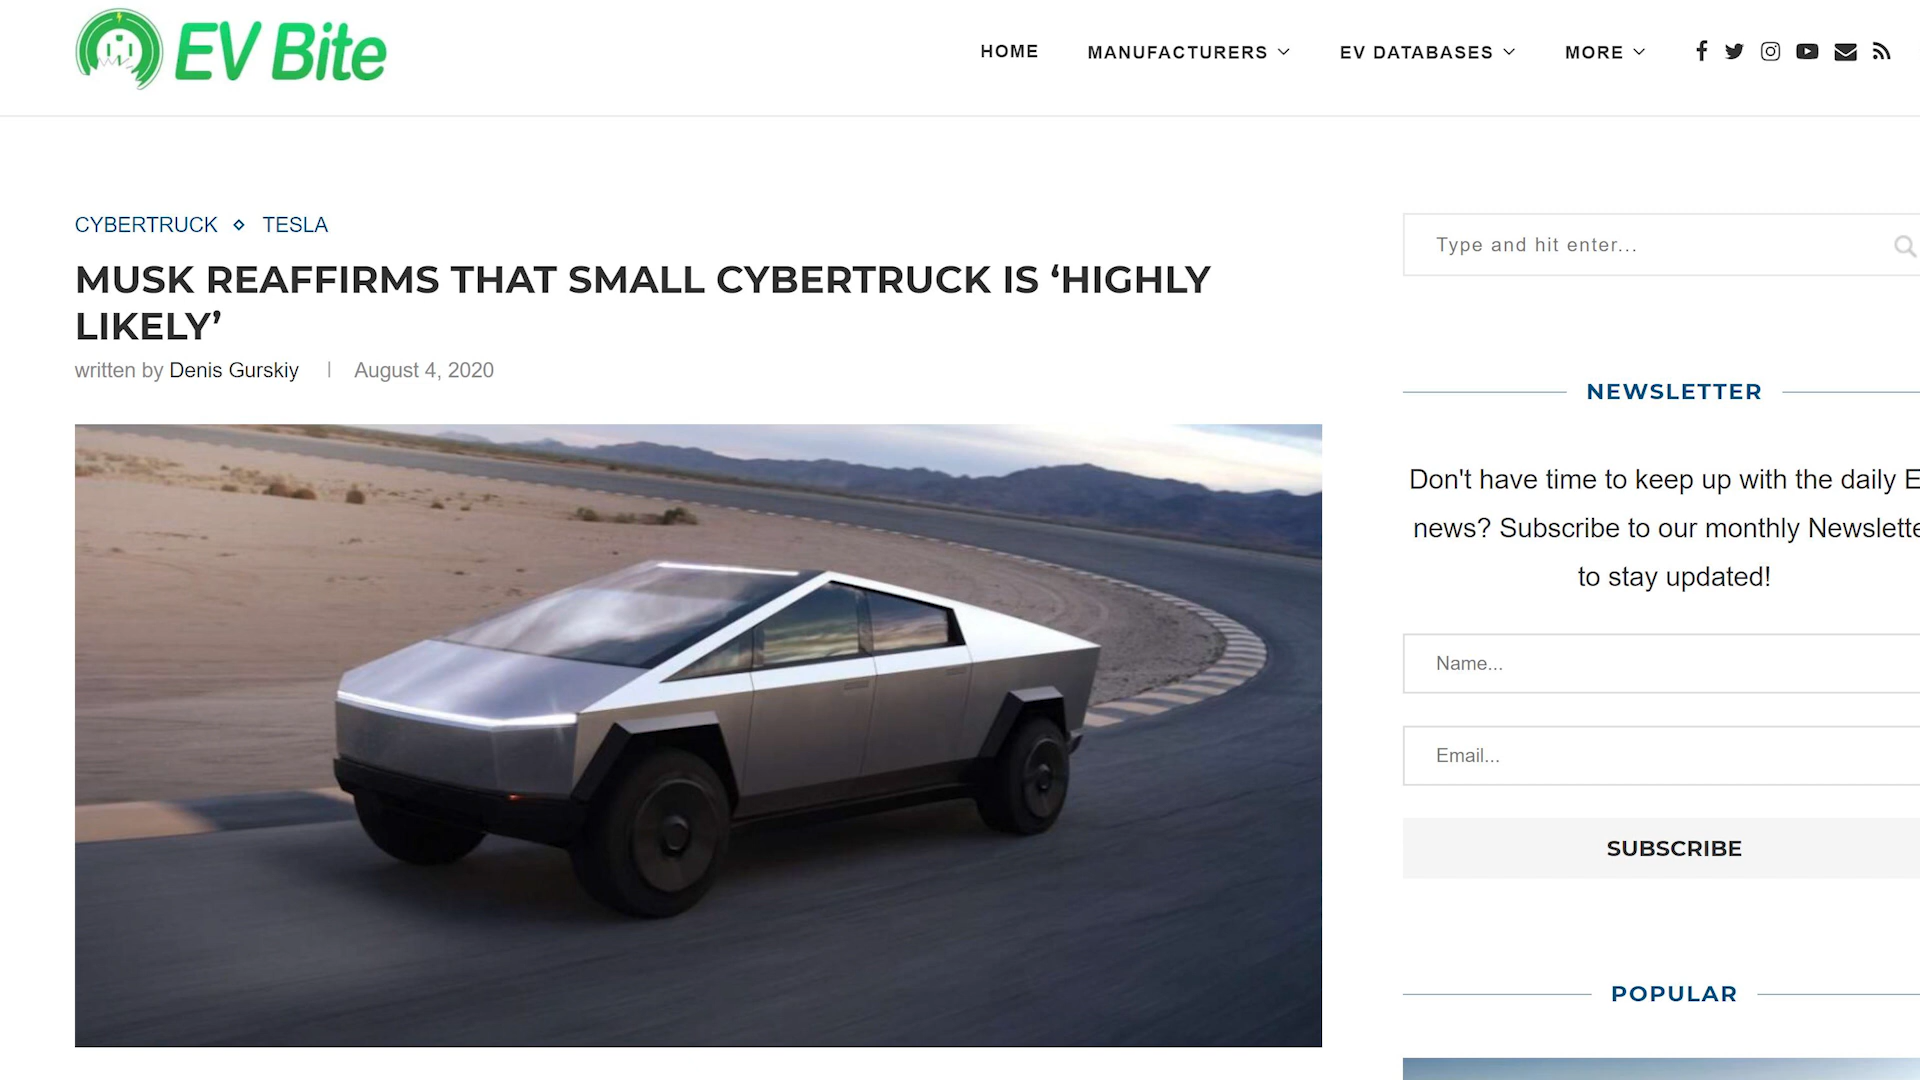 EV Bite
HOME
MANUFACTURERS
EV DATABASES
MORE
CYBERTRUCK
TESLA
MUSK REAFFIRMS THAT SMALL CYBERTRUCK IS ‘HIGHLY
LIKELY’
written by Denis Gurskiy
August 4, 2020
Type and hit enter...
NEWSLETTER
Don't have time to keep up with the daily E
news? Subscribe to our monthly Newslette
to stay updated!
Name...
Email...
SUBSCRIBE
POPULAR